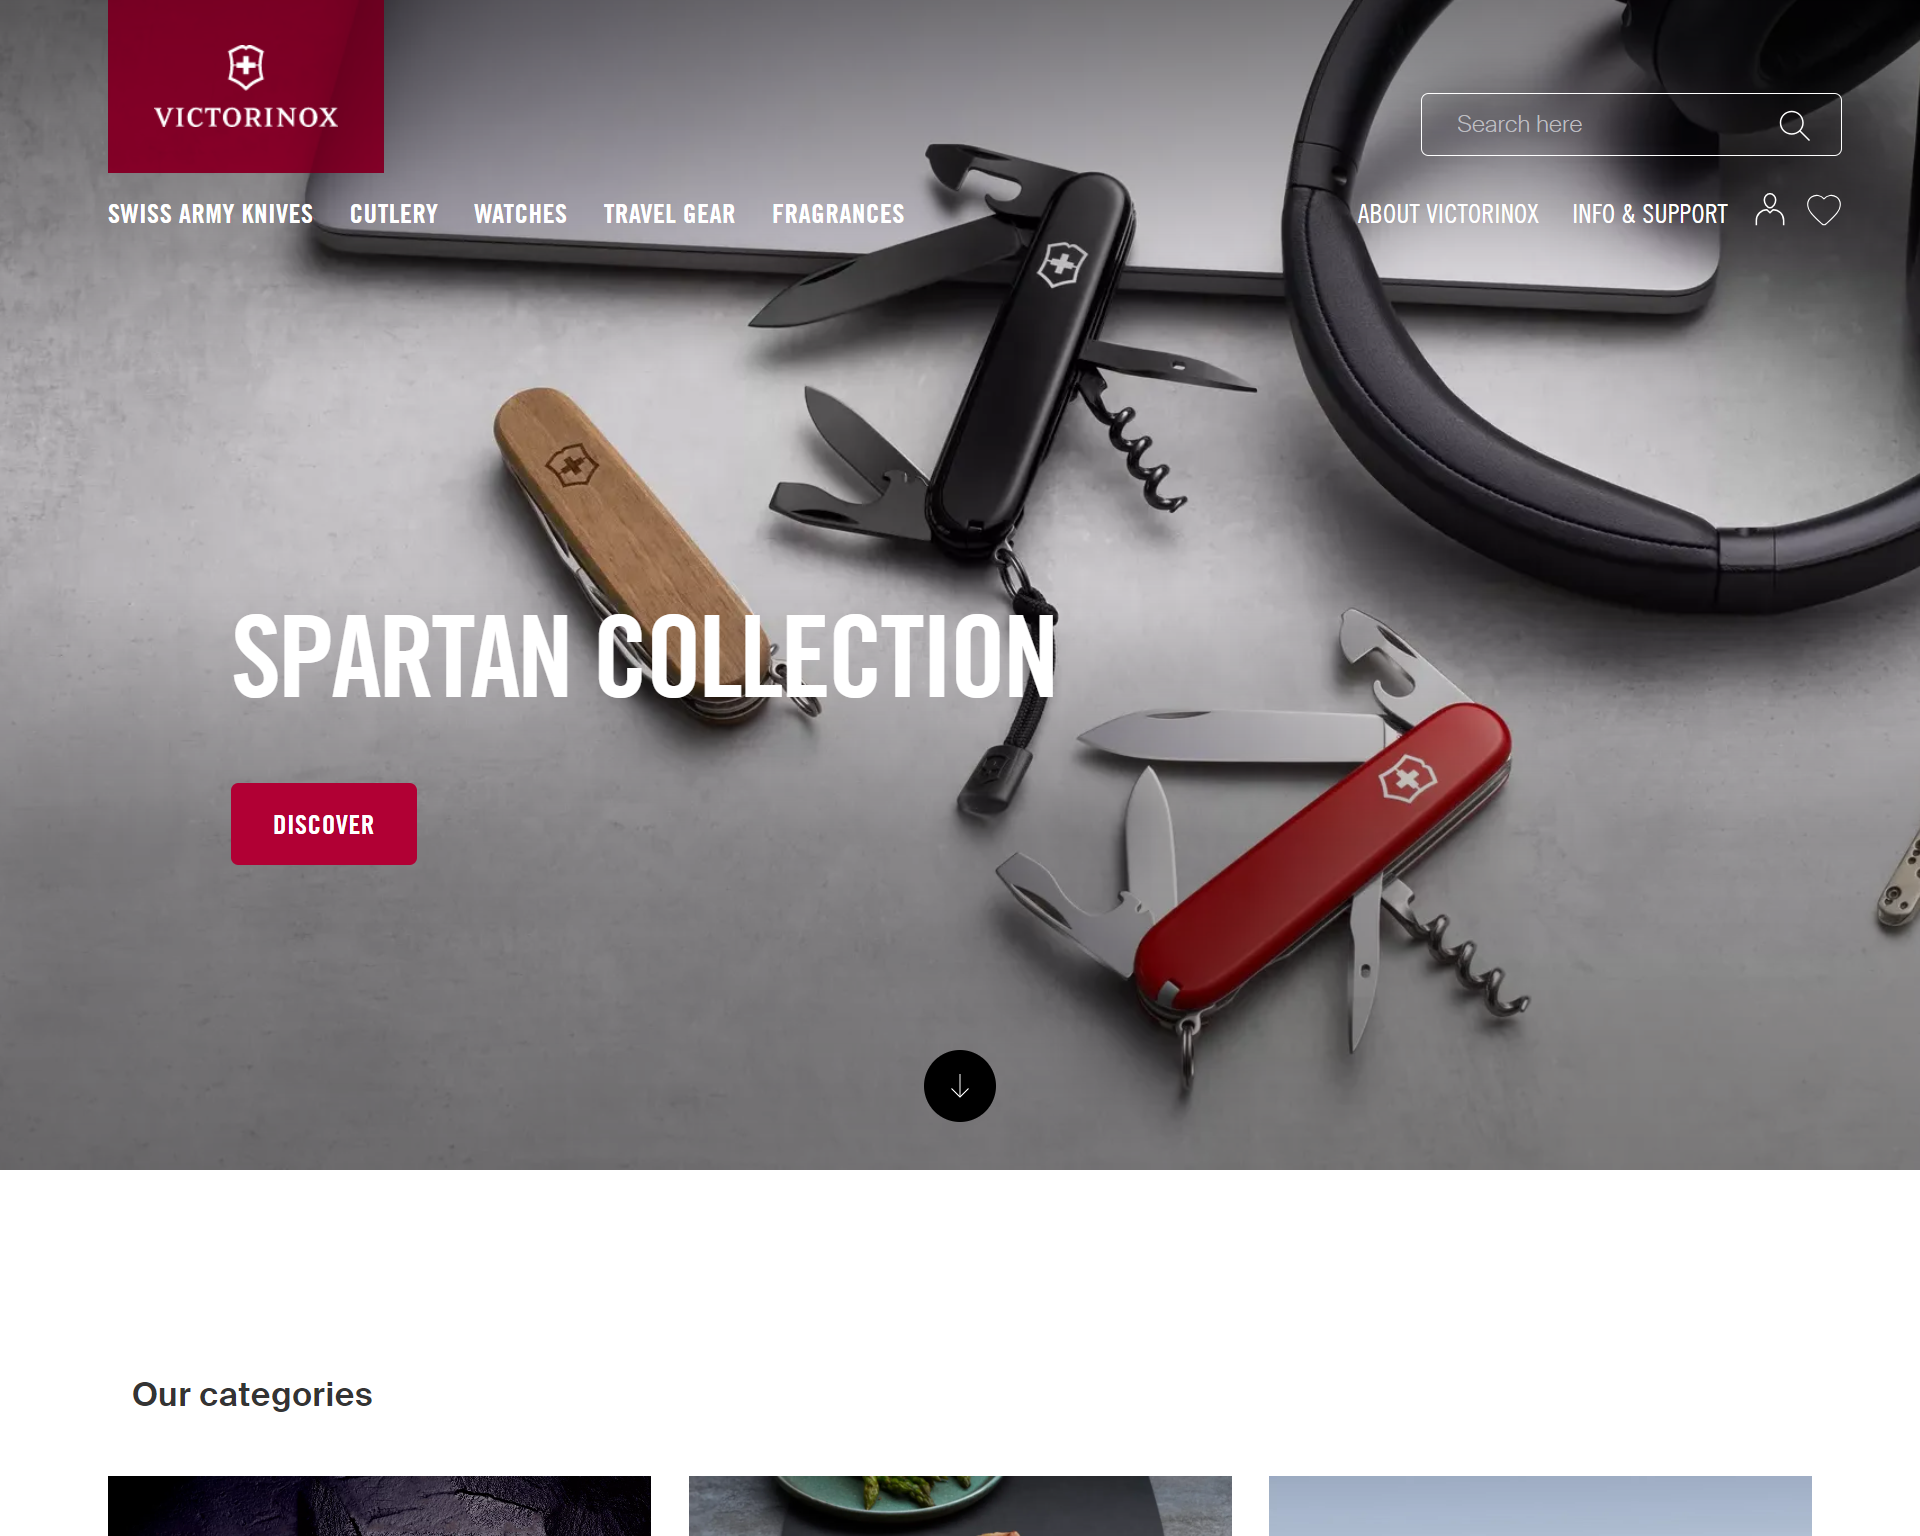 VICTORINOX
Search here
SWISS ARMY KNIVES CUTLERY WATCHES TRAVEL GEAR FRAGRANCES ABOUT VICTORINOX INFO & SUPPORT
SPARTAN COLLECTION
DISCOVER
Our categories